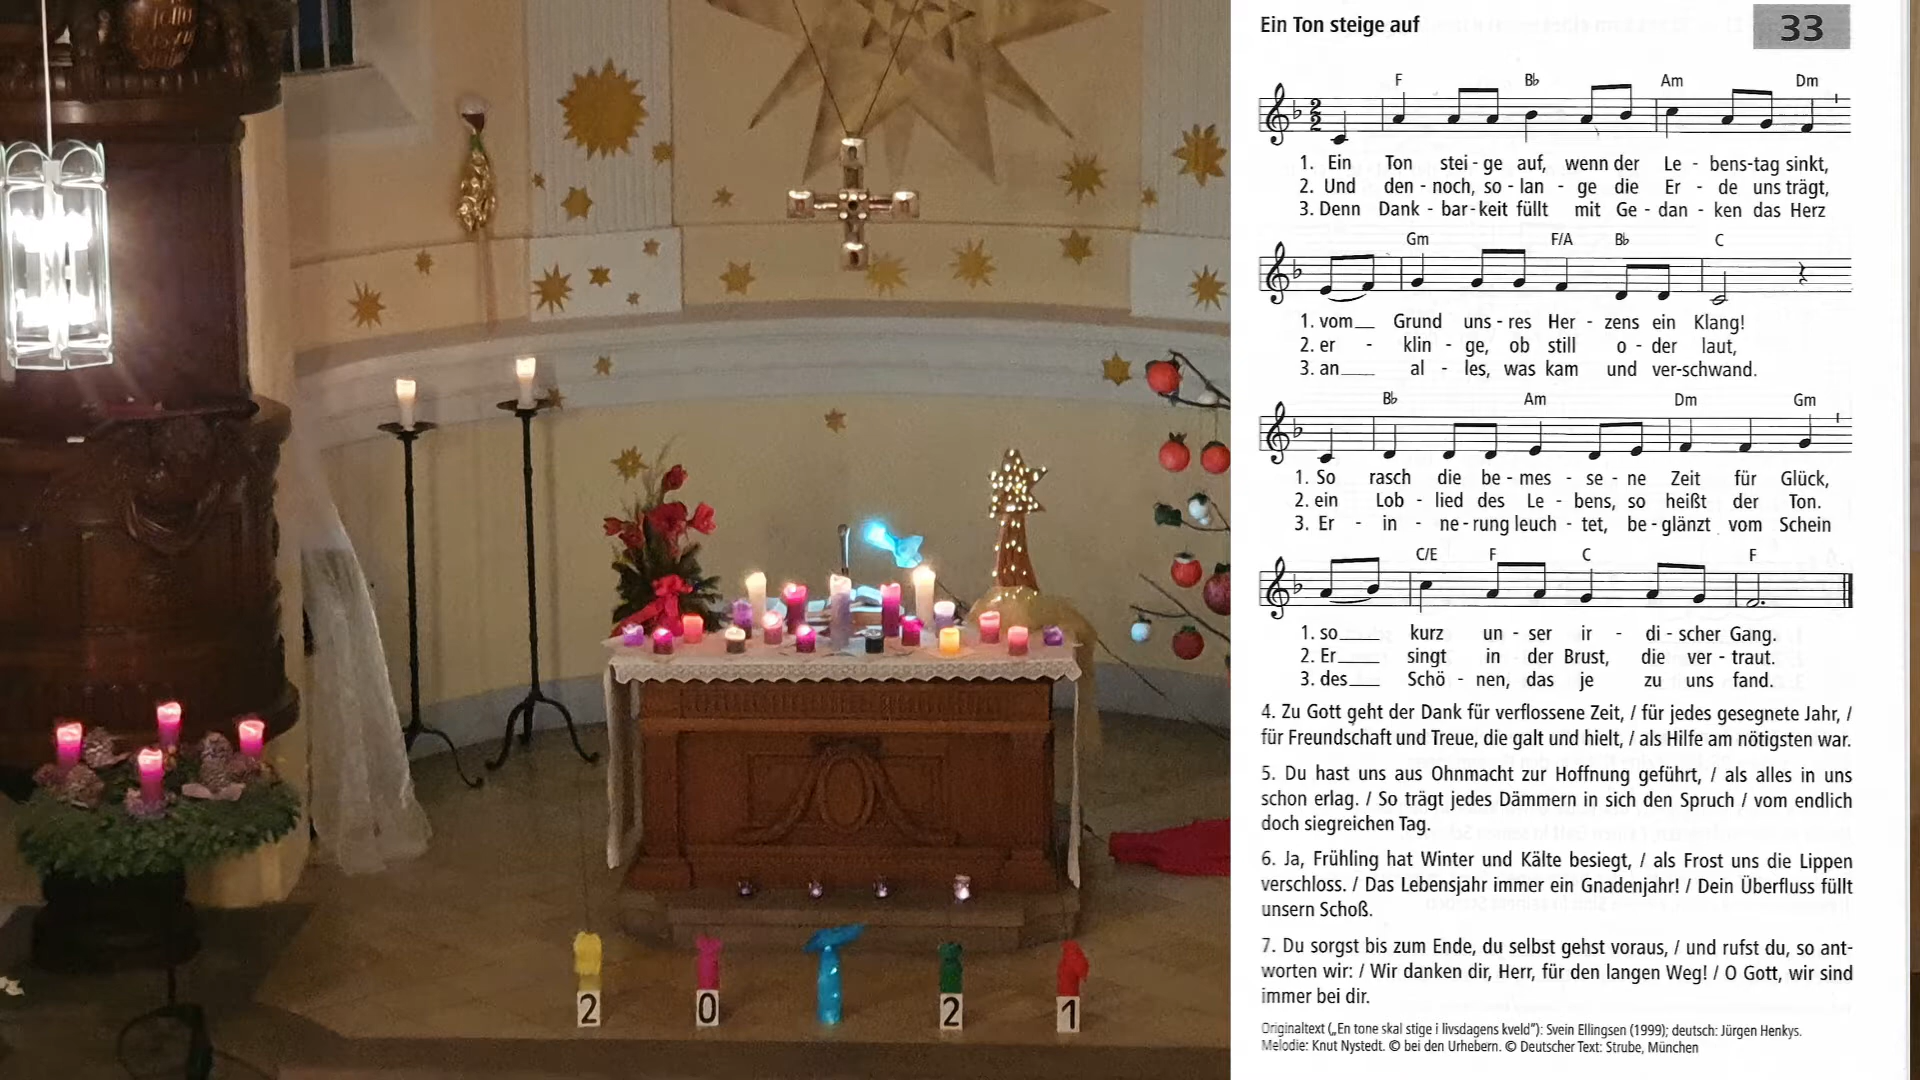 2 0 2 1
Ein Ton steige auf
33
F B♭ Am Dm
1. Ein Ton stei - ge auf, wenn der Le - bens-tag sinkt,
2. Und den - noch, so - lan - ge die Er - de uns trägt,
3. Denn Dank - bar - keit füllt mit Ge - dan - ken das Herz
Gm F/A B♭ C
1. vom__ Grund uns - res Her - zens ein Klang!
2. er - klin - ge, ob still o - der laut,
3. an___ al - les, was kam und ver-schwand.
B♭ Am Dm Gm
1. So rasch die be - mes - se - ne Zeit für Glück,
2. ein Lob - lied des Le - bens, so heißt der Ton.
3. Er - in - ne - rung leuch - tet, be - glänzt vom Schein
C/E F C F
1. so___ kurz un - ser ir - di - scher Gang.
2. Er___ singt in der Brust, die ver - traut.
3. des__ Schö - nen, das je zu uns fand.
4. Zu Gott geht der Dank für verflossene Zeit, / für jedes gesegnete Jahr, /
für Freundschaft und Treue, die galt und hielt, / als Hilfe am nötigsten war.
5. Du hast uns aus Ohnmacht zur Hoffnung geführt, / als alles in uns
schon erlag. / So trägt jedes Dämmern in sich den Spruch / vom endlich
doch siegreichen Tag.
6. Ja, Frühling hat Winter und Kälte besiegt, / als Frost uns die Lippen
verschloss. / Das Lebensjahr immer ein Gnadenjahr! / Dein Überfluss füllt
unsern Schoß.
7. Du sorgst bis zum Ende, du selbst gehst voraus, / und rufst du, so ant-
worten wir: / Wir danken dir, Herr, für den langen Weg! / O Gott, wir sind
immer bei dir.
Originaltext („En tone skal stige i livsdagens kveld"): Svein Ellingsen (1999); deutsch: Jürgen Henkys.
Melodie: Knut Nystedt. © bei den Urhebern. © Deutscher Text: Strube, München